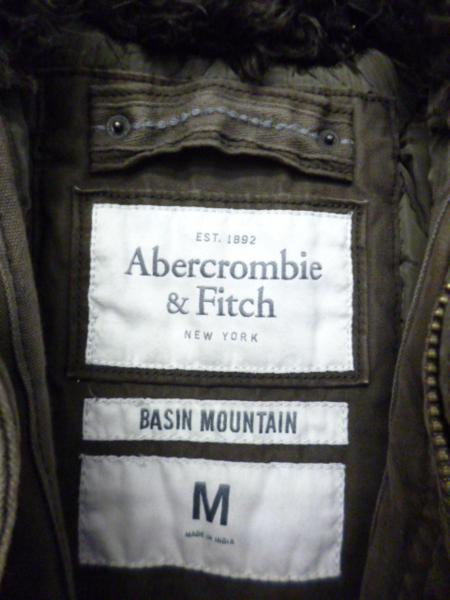 EST. 1892
Abercrombie
& Fitch
NEW YORK
BASIN MOUNTAIN
M
MADE IN INDIA